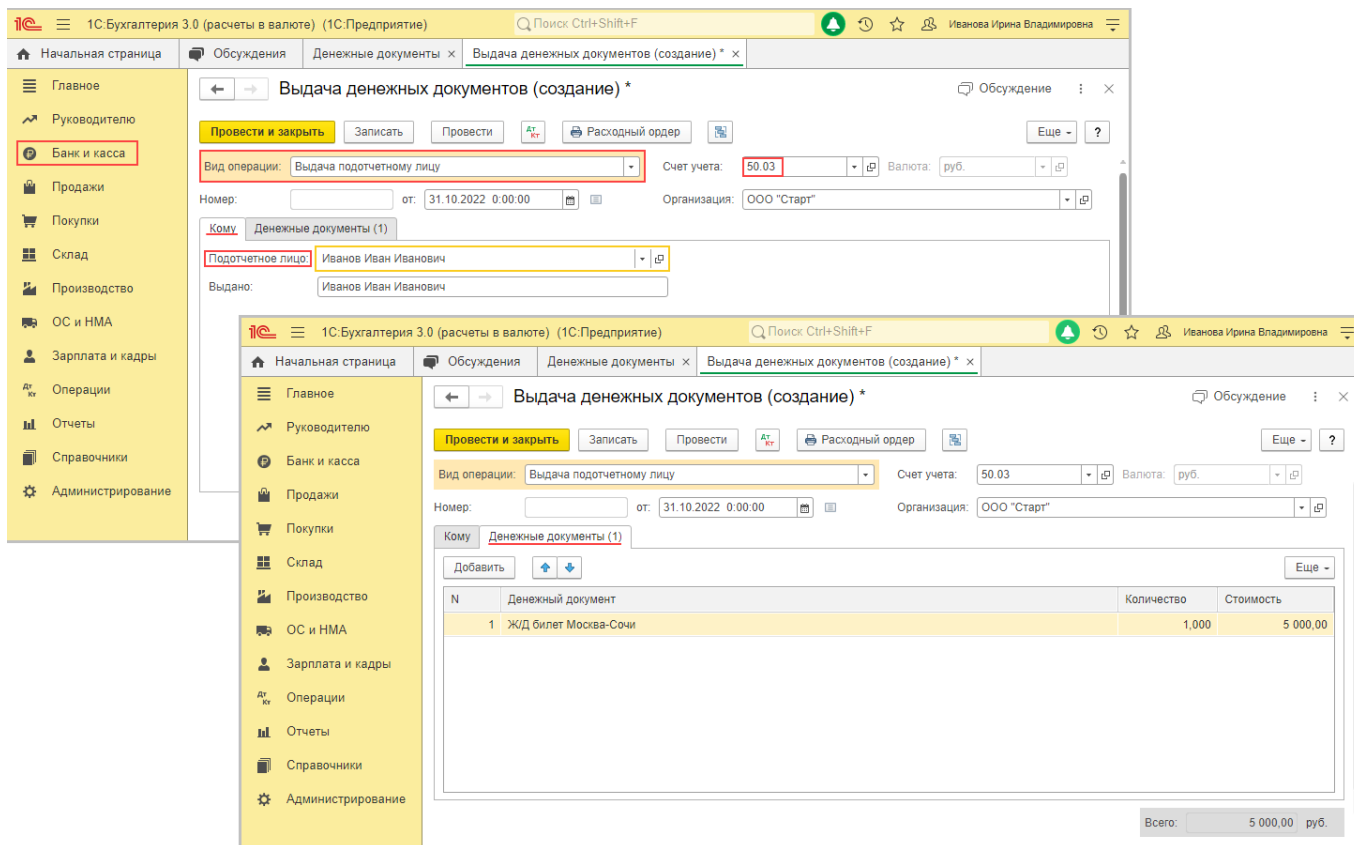 1С:Бухгалтерия 3.0 (расчеты в валюте) (1С:Предприятие) Поиск Ctrl+Shift+F Иванова Ирина Владимировна
Начальная страница Обсуждения Денежные документы × Выдача денежных документов (создание) * ×
Главное
Руководителю
Банк и касса
Продажи
Покупки
Склад
Производство
ОС и НМА
Зарплата и кадры
Операции
Отчеты
Справочники
Администрирование
Выдача денежных документов (создание) * Обсуждение
Провести и закрыть Записать Провести Дт Кт Расходный ордер Еще ?
Вид операции: Выдача подотчетному лицу Счет учета: 50.03 Валюта: руб.
Номер: от: 31.10.2022 0:00:00 Организация: ООО "Старт"
Кому Денежные документы (1)
Подотчетное лицо: Иванов Иван Иванович
Выдано: Иванов Иван Иванович
1С:Бухгалтерия 3.0 (расчеты в валюте) (1С:Предприятие) Поиск Ctrl+Shift+F Иванова Ирина Владимировна
Начальная страница Обсуждения Денежные документы × Выдача денежных документов (создание) * ×
Главное
Руководителю
Банк и касса
Продажи
Покупки
Склад
Производство
ОС и НМА
Зарплата и кадры
Операции
Отчеты
Справочники
Администрирование
Выдача денежных документов (создание) * Обсуждение
Провести и закрыть Записать Провести Дт Кт Расходный ордер Еще ?
Вид операции: Выдача подотчетному лицу Счет учета: 50.03 Валюта: руб.
Номер: от: 31.10.2022 0:00:00 Организация: ООО "Старт"
Кому Денежные документы (1)
Добавить Еще
N Денежный документ Количество Стоимость
1 Ж/Д билет Москва-Сочи 1,000 5 000,00
Всего: 5 000,00 руб.